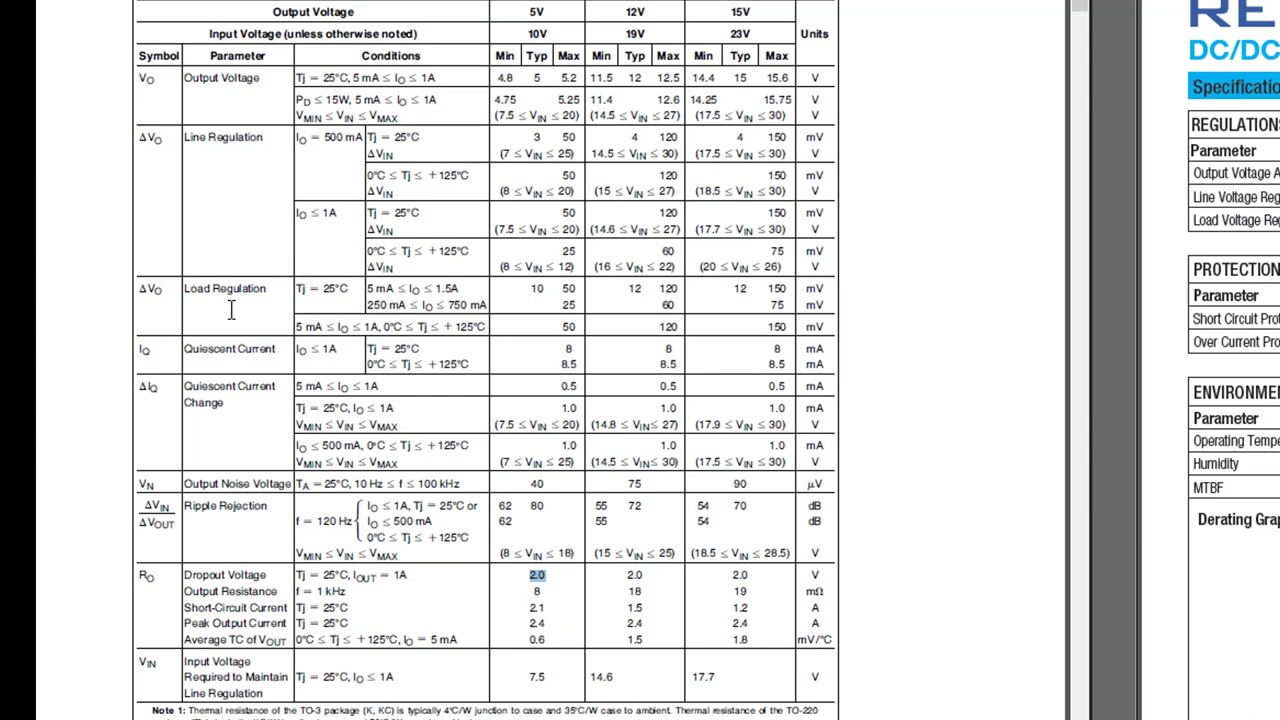 Output Voltage 5V 12V 15V
Input Voltage (unless otherwise noted) 10V 19V 23V Units
Symbol Parameter Conditions Min Typ Max Min Typ Max Min Typ Max
VO Output Voltage Tj = 25°C, 5 mA ≤ IO ≤ 1A 4.8 5 5.2 11.5 12 12.5 14.4 15 15.6 V
PD ≤ 15W, 5 mA ≤ IO ≤ 1A 4.75 5.25 11.4 12.6 14.25 15.75 V
VMIN ≤ VIN ≤ VMAX (7.5 ≤ VIN ≤ 20) (14.5 ≤ VIN ≤ 27) (17.5 ≤ VIN ≤ 30) V
ΔVO Line Regulation IO = 500 mA Tj = 25°C 3 50 4 120 4 150 mV
ΔVIN (7 ≤ VIN ≤ 25) 14.5 ≤ VIN ≤ 30) (17.5 ≤ VIN ≤ 30) V
0°C ≤ Tj ≤ +125°C 50 120 150 mV
ΔVIN (8 ≤ VIN ≤ 20) (15 ≤ VIN ≤ 27) (18.5 ≤ VIN ≤ 30) V
IO ≤ 1A Tj = 25°C 50 120 150 mV
ΔVIN (7.5 ≤ VIN ≤ 20) (14.6 ≤ VIN ≤ 27) (17.7 ≤ VIN ≤ 30) V
0°C ≤ Tj ≤ +125°C 25 60 75 mV
ΔVIN (8 ≤ VIN ≤ 12) (16 ≤ VIN ≤ 22) (20 ≤ VIN ≤ 26) V
ΔVO Load Regulation Tj = 25°C 5 mA ≤ IO ≤ 1.5A 10 50 12 120 12 150 mV
250 mA ≤ IO ≤ 750 mA 25 60 75 mV
5 mA ≤ IO ≤ 1A, 0°C ≤ Tj ≤ +125°C 50 120 150 mV
IQ Quiescent Current IO ≤ 1A Tj = 25°C 8 8 8 mA
0°C ≤ Tj ≤ +125°C 8.5 8.5 8.5 mA
ΔIQ Quiescent Current 5 mA ≤ IO ≤ 1A 0.5 0.5 0.5 mA
Change
Tj = 25°C, IO ≤ 1A 1.0 1.0 1.0 mA
VMIN ≤ VIN ≤ VMAX (7.5 ≤ VIN ≤ 20) (14.8 ≤ VIN≤ 27) (17.9 ≤ VIN ≤ 30) V
IO ≤ 500 mA, 0°C ≤ Tj ≤ +125°C 1.0 1.0 1.0 mA
VMIN ≤ VIN ≤ VMAX (7 ≤ VIN ≤ 25) (14.5 ≤ VIN≤ 30) (17.5 ≤ VIN ≤ 30) V
VN Output Noise Voltage TA = 25°C, 10 Hz ≤ f ≤ 100 kHz 40 75 90 μV
ΔVIN Ripple Rejection IO ≤ 1A, Tj = 25°C or 62 80 55 72 54 70 dB
ΔVOUT f = 120 Hz IO ≤ 500 mA 62 55 54 dB
0°C ≤ Tj ≤ +125°C
VMIN ≤ VIN ≤ VMAX (8 ≤ VIN ≤ 18) (15 ≤ VIN ≤ 25) (18.5 ≤ VIN ≤ 28.5) V
RO Dropout Voltage Tj = 25°C, IOUT = 1A 2.0 2.0 2.0 V
Output Resistance f = 1 kHz 8 18 19 mΩ
Short-Circuit Current Tj = 25°C 2.1 1.5 1.2 A
Peak Output Current Tj = 25°C 2.4 2.4 2.4 A
Average TC of VOUT 0°C ≤ Tj ≤ +125°C, IO = 5 mA 0.6 1.5 1.8 mV/°C
VIN Input Voltage
Required to Maintain Tj = 25°C, IO ≤ 1A 7.5 14.6 17.7 V
Line Regulation
Note 1: Thermal resistance of the TO-3 package (K, KC) is typically 4°C/W junction to case and 35°C/W case to ambient. Thermal resistance of the TO-220
RE
DC/DC
Specificatio
REGULATION
Parameter
Output Voltage A
Line Voltage Reg
Load Voltage Re
PROTECTION
Parameter
Short Circuit Prot
Over Current Pro
ENVIRONMEN
Parameter
Operating Tempe
Humidity
MTBF
Derating Gra